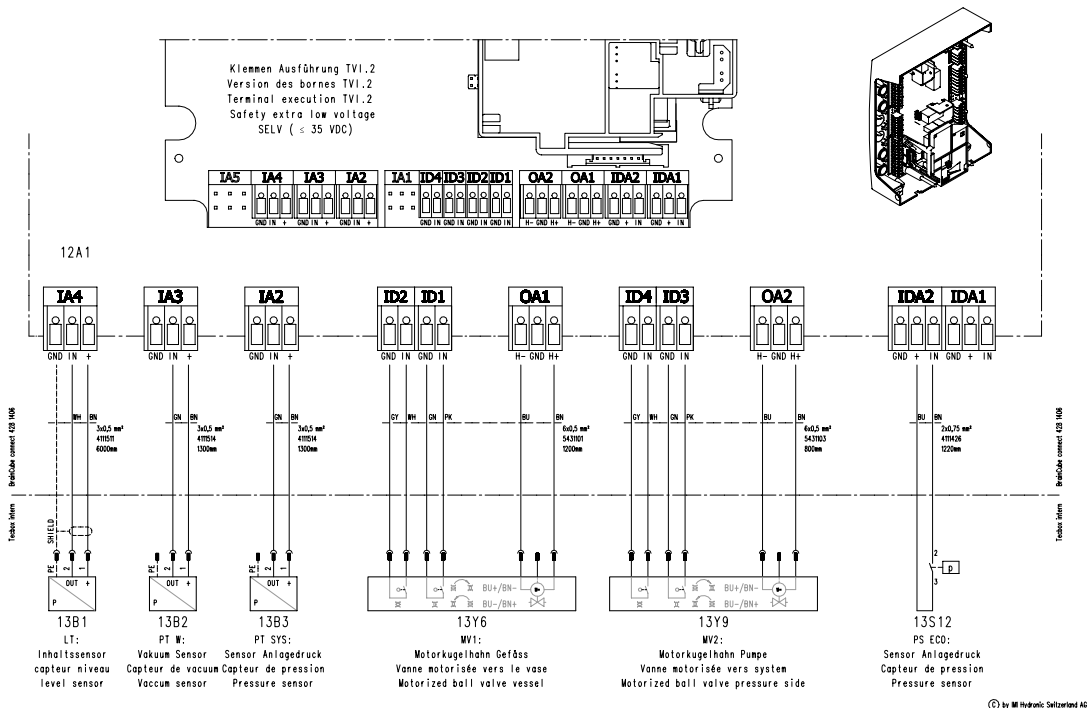 Klemmen Ausführung TVI.2
Version des bornes TVI.2
Terminal execution TVI.2
Safety extra low voltage
SELV ( ≤ 35 VDC)
IA5 IA4 IA3 IA2 IA1 ID4 ID3 ID2 ID1 OA2 OA1 IDA2 IDA1
GND IN + GND IN + GND IN + GND IN GND IN GND IN GND IN H- GND H+ H- GND H+ GND + IN GND + IN
12A1
IA4 IA3 IA2 ID2 ID1 OA1 ID4 ID3 OA2 IDA2 IDA1
GND IN + GND IN + GND IN + GND IN GND IN H- GND H+ GND IN GND IN H- GND H+ GND + IN GND + IN
WH BN GN BN GN BN GY WH GN PK BU BN GY WH GN PK BU BN BU BN
3x0,5 mm² 3x0,5 mm² 3x0,5 mm² 6x0,5 mm² 6x0,5 mm² 2x0,75 mm²
4111511 4111514 4111514 5431101 5431103 4111426
6000mm 1300mm 1300mm 1200mm 800mm 1220mm
BrainCube connect 428 1406
BrainCube connect 428 1406
Tecbox intern
Tecbox intern
SHIELD
PE 2 1 PE 2 1 PE 2 1 2
OUT + OUT + OUT + BU+/BN- BU+/BN- P
P P P BU-/BN+ BU-/BN+ 3
13B1 13B2 13B3 13Y6 13Y9 13S12
LT: PT W: PT SYS: MV1: MV2: PS ECO:
Inhaltssensor Vakuum Sensor Sensor Anlagedruck Motorkugelhahn Gefäss Motorkugelhahn Pumpe Sensor Anlagedruck
capteur niveau Capteur de vacuum Capteur de pression Vanne motorisée vers le vase Vanne motorisée vers system Capteur de pression
level sensor Vaccum sensor Pressure sensor Motorized ball valve vessel Motorized ball valve pressure side Pressure sensor
(C) by IMI Hydronic Switzerland AG